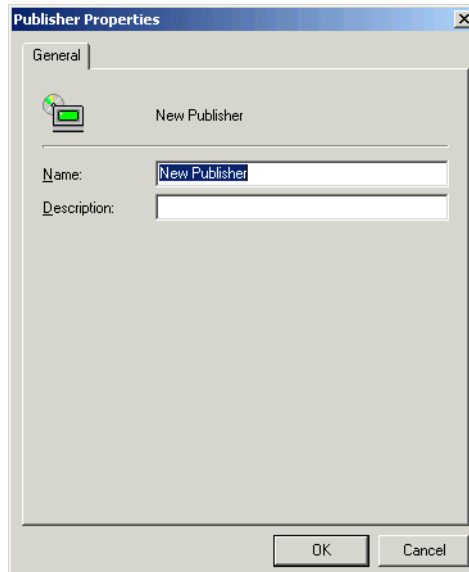 Publisher Properties
General
New Publisher
Name: New Publisher
Description:
OK Cancel